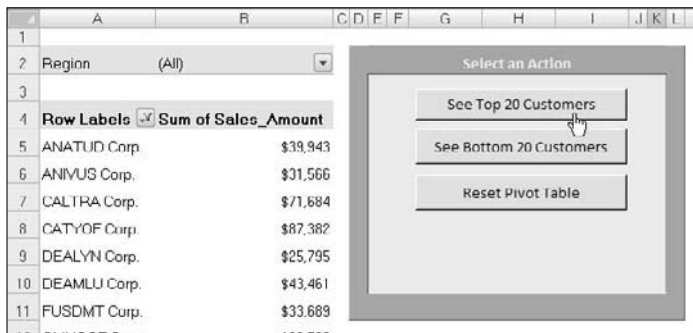 A B C D E F G H I J K L
1
2 Region (All)
3
4 Row Labels Sum of Sales_Amount
5 ANATUD Corp. $39,943
6 ANIVUS Corp. $31,566
7 CALTRA Corp. $71,684
8 CATYOF Corp. $87,382
9 DEALYN Corp. $25,795
10 DEAMLU Corp. $43,461
11 FUSDMT Corp. $33,689
Select an Action
See Top 20 Customers
See Bottom 20 Customers
Reset Pivot Table